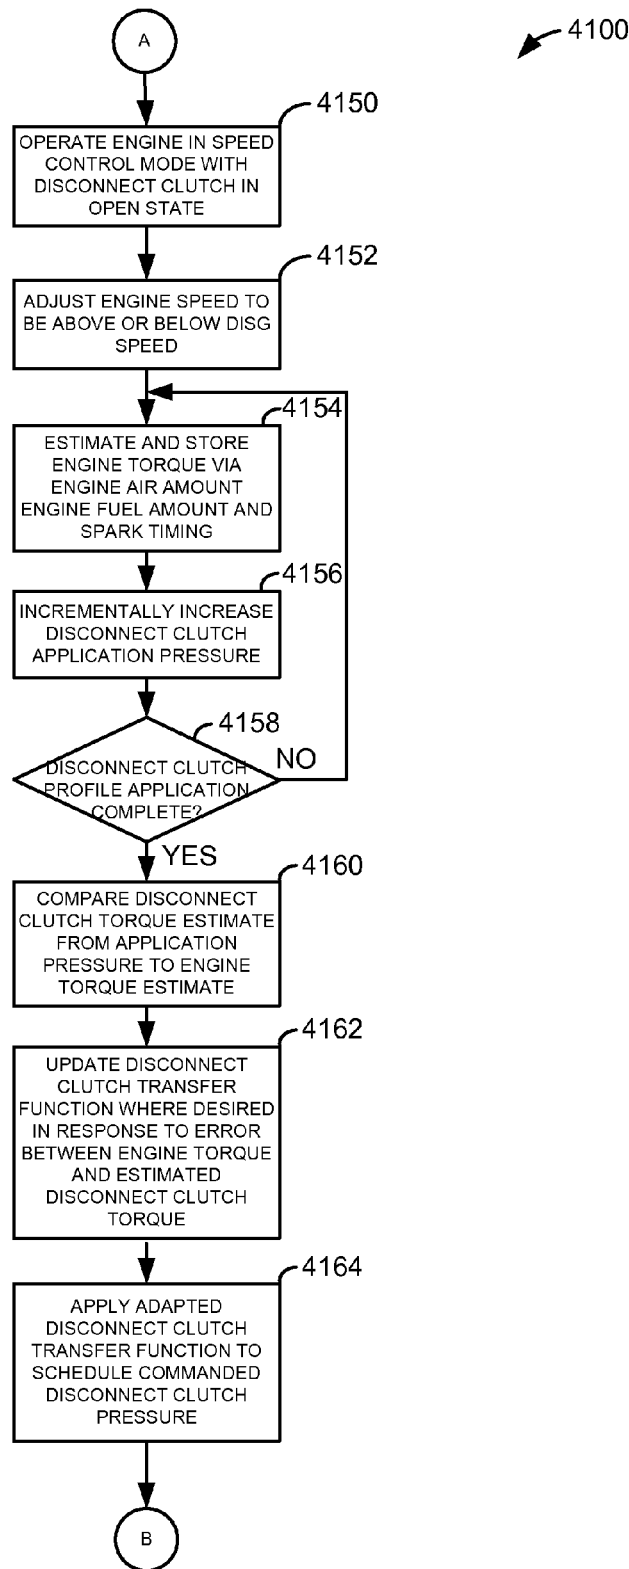 A
4100
4150
OPERATE ENGINE IN SPEED
CONTROL MODE WITH
DISCONNECT CLUTCH IN
OPEN STATE
4152
ADJUST ENGINE SPEED TO
BE ABOVE OR BELOW DISG
SPEED
4154
ESTIMATE AND STORE
ENGINE TORQUE VIA
ENGINE AIR AMOUNT
ENGINE FUEL AMOUNT AND
SPARK TIMING
4156
INCREMENTALLY INCREASE
DISCONNECT CLUTCH
APPLICATION PRESSURE
4158
DISCONNECT CLUTCH
PROFILE APPLICATION
COMPLETE?
NO
YES
4160
COMPARE DISCONNECT
CLUTCH TORQUE ESTIMATE
FROM APPLICATION
PRESSURE TO ENGINE
TORQUE ESTIMATE
4162
UPDATE DISCONNECT
CLUTCH TRANSFER
FUNCTION WHERE DESIRED
IN RESPONSE TO ERROR
BETWEEN ENGINE TORQUE
AND ESTIMATED
DISCONNECT CLUTCH
TORQUE
4164
APPLY ADAPTED
DISCONNECT CLUTCH
TRANSFER FUNCTION TO
SCHEDULE COMMANDED
DISCONNECT CLUTCH
PRESSURE
B